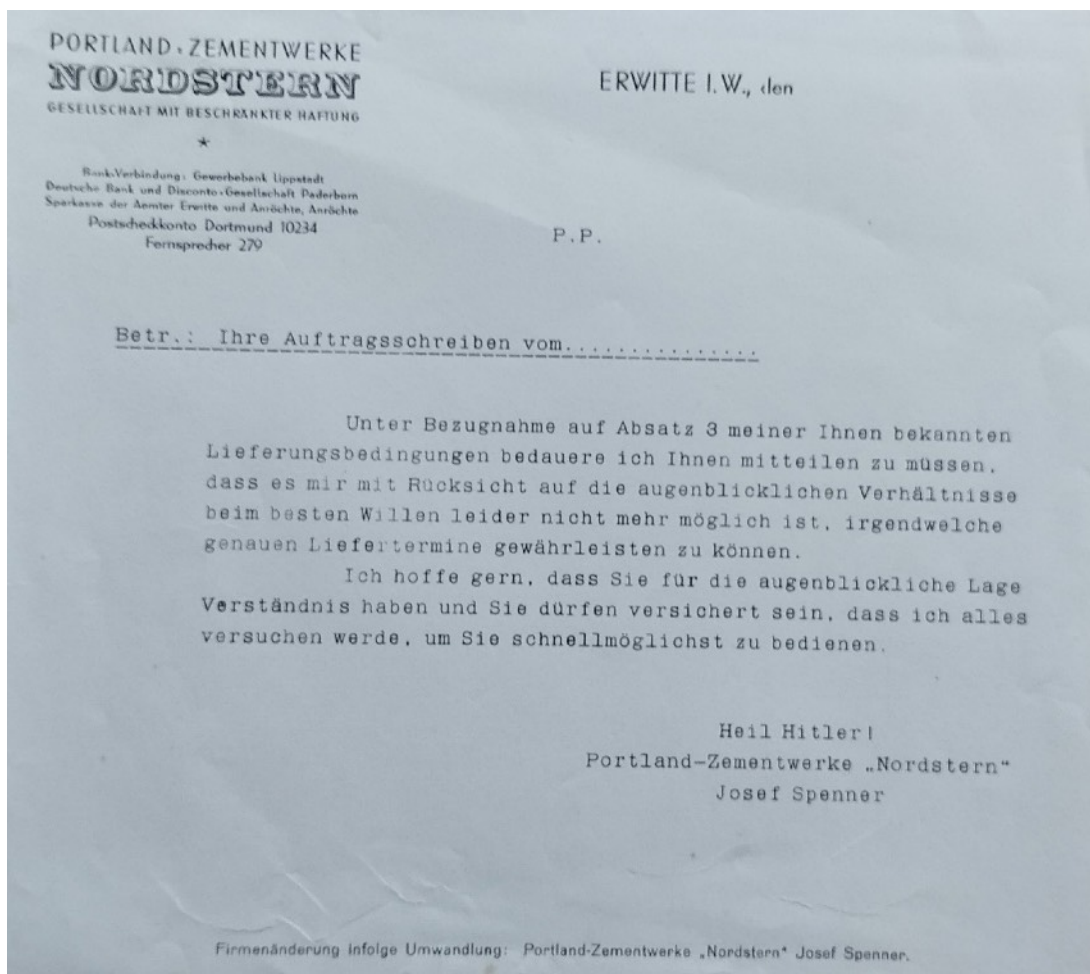 PORTLAND-ZEMENTWERKE
NORDSTERN
GESELLSCHAFT MIT BESCHRÄNKTER HAFTUNG
*
Bank-Verbindung: Gewerbebank Lippstadt
Deutsche Bank und Disconto-Gesellschaft Paderborn
Sparkasse der Aemter Erwitte und Anröchte, Anröchte
Postscheckkonto Dortmund 10234
Fernsprecher 279
ERWITTE I. W., den
P.P.
Betr.: Ihre Auftragsschreiben vom...............
Unter Bezugnahme auf Absatz 3 meiner Ihnen bekannten
Lieferungsbedingungen bedauere ich Ihnen mitteilen zu müssen,
dass es mir mit Rücksicht auf die augenblicklichen Verhältnisse
beim besten Willen leider nicht mehr möglich ist, irgendwelche
genauen Liefertermine gewährleisten zu können.
Ich hoffe gern, dass Sie für die augenblickliche Lage
Verständnis haben und Sie dürfen versichert sein, dass ich alles
versuchen werde, um Sie schnellmöglichst zu bedienen.
Heil Hitler!
Portland-Zementwerke „Nordstern"
Josef Spenner
Firmenänderung infolge Umwandlung: Portland-Zementwerke „Nordstern" Josef Spenner.